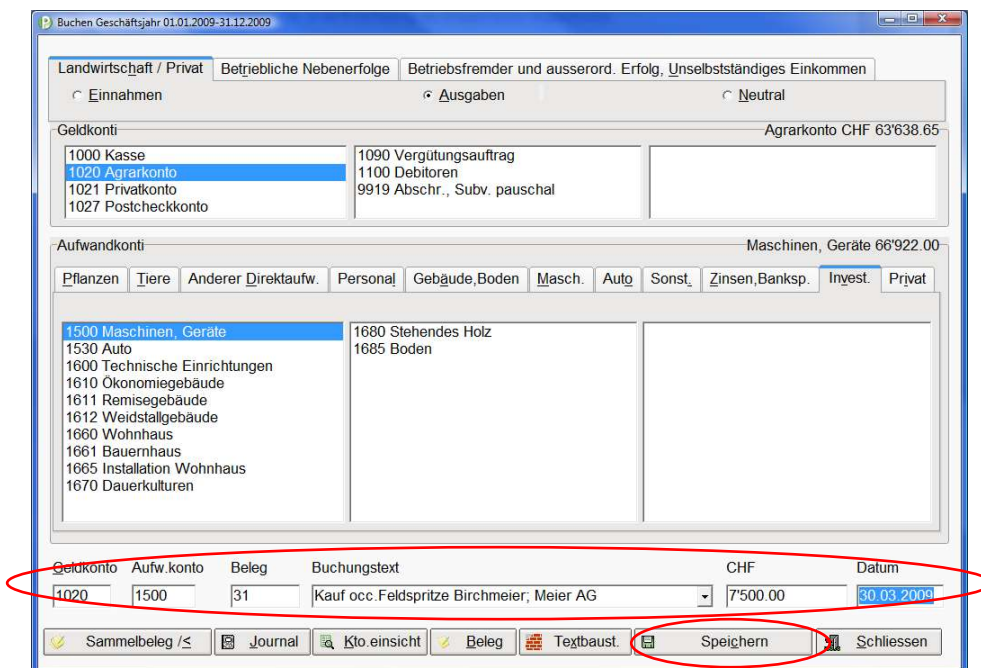 Buchen Geschäftsjahr 01.01.2009-31.12.2009
Landwirtschaft / Privat Betriebliche Nebenerfolge Betriebsfremder und ausserord. Erfolg, Unselbstständiges Einkommen
Einnahmen Ausgaben Neutral
Geldkonti Agrarkonto CHF 63'638.65
1000 Kasse 1090 Vergütungsauftrag
1020 Agrarkonto 1100 Debitoren
1021 Privatkonto 9919 Abschr., Subv. pauschal
1027 Postcheckkonto
Aufwandkonti Maschinen, Geräte 66'922.00
Pflanzen Tiere Anderer Direktaufw. Personal Gebäude,Boden Masch. Auto Sonst. Zinsen,Banksp. Invest. Privat
1500 Maschinen, Geräte 1680 Stehendes Holz
1530 Auto 1685 Boden
1600 Technische Einrichtungen
1610 Ökonomiegebäude
1611 Remisegebäude
1612 Weidstallgebäude
1660 Wohnhaus
1661 Bauernhaus
1665 Installation Wohnhaus
1670 Dauerkulturen
Geldkonto Aufw.konto Beleg Buchungstext CHF Datum
1020 1500 31 Kauf occ.Feldspritze Birchmeier; Meier AG 7'500.00 30.03.2009
Sammelbeleg /< Journal Kto.einsicht Beleg Textbaust. Speichern Schliessen